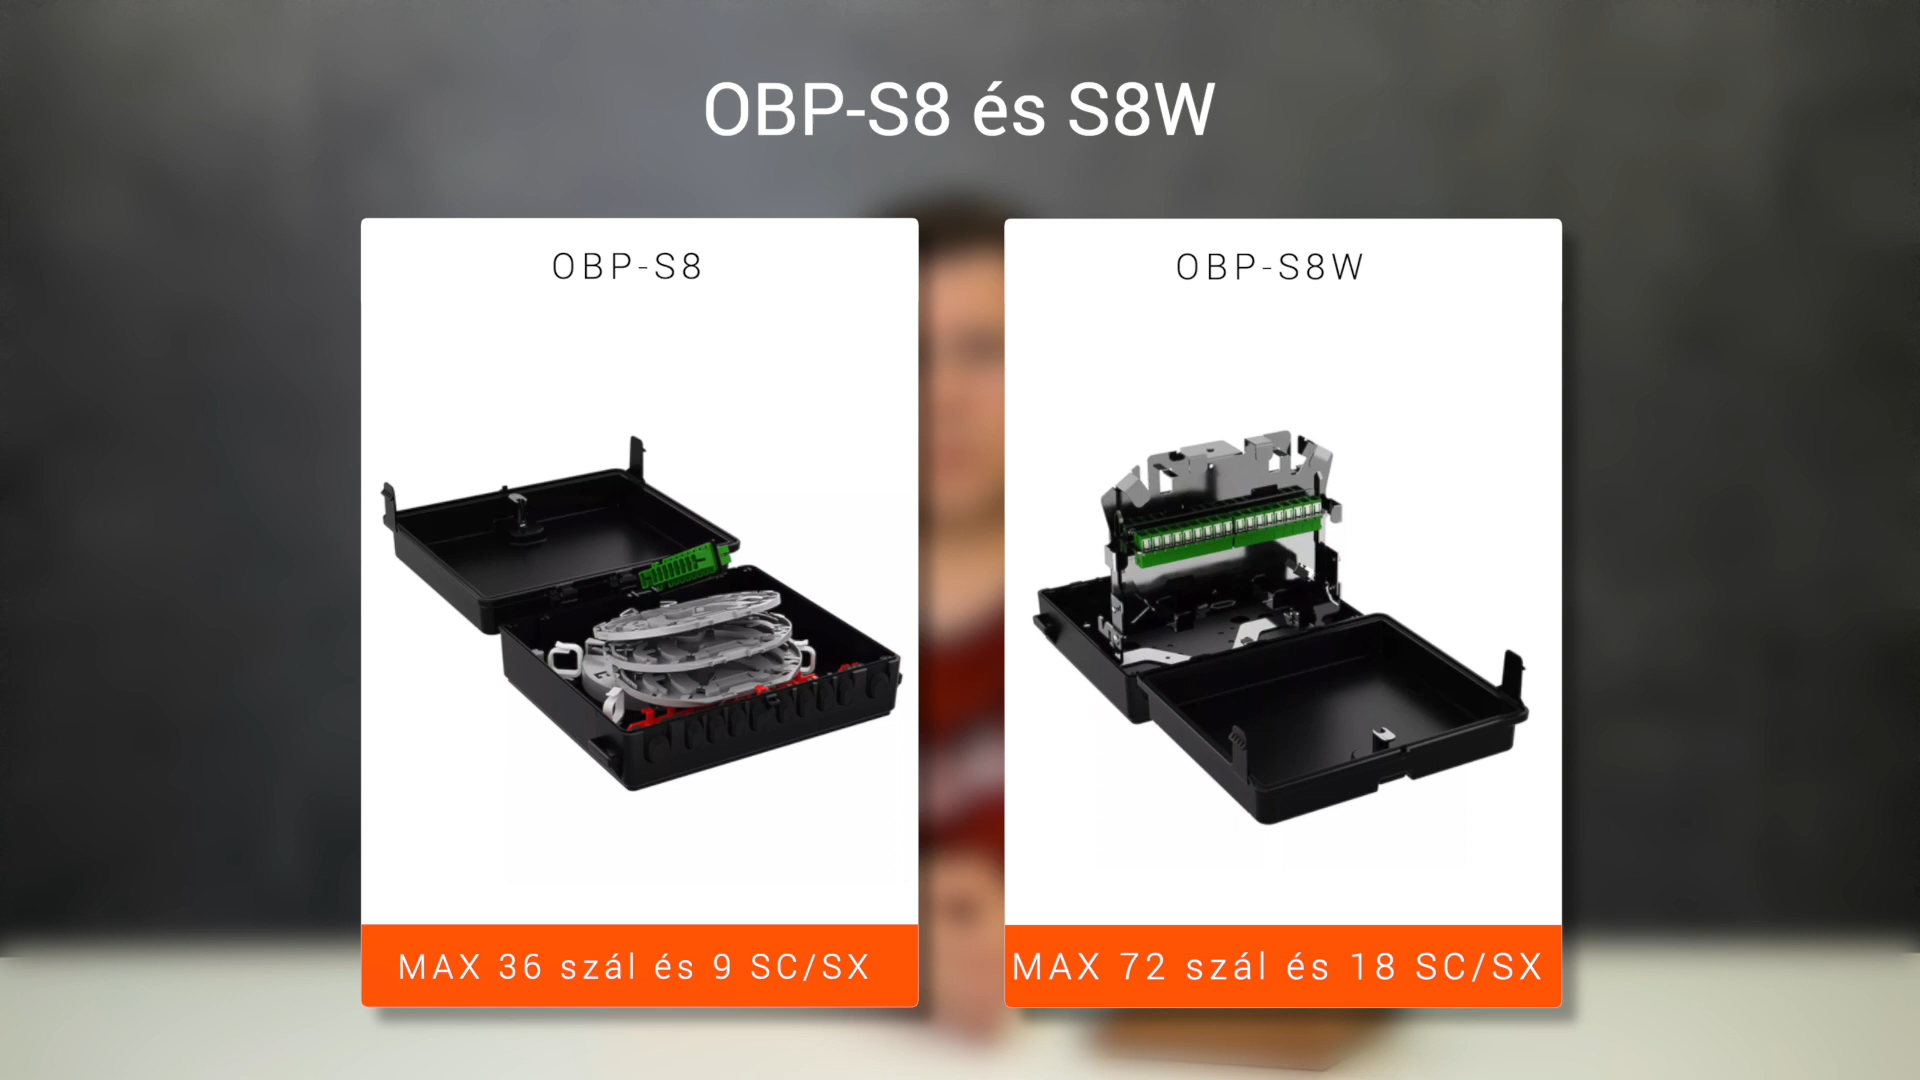 OBP-S8 és S8W
OBP-S8
OBP-S8W
MAX 36 szál és 9 SC/SX
MAX 72 szál és 18 SC/SX